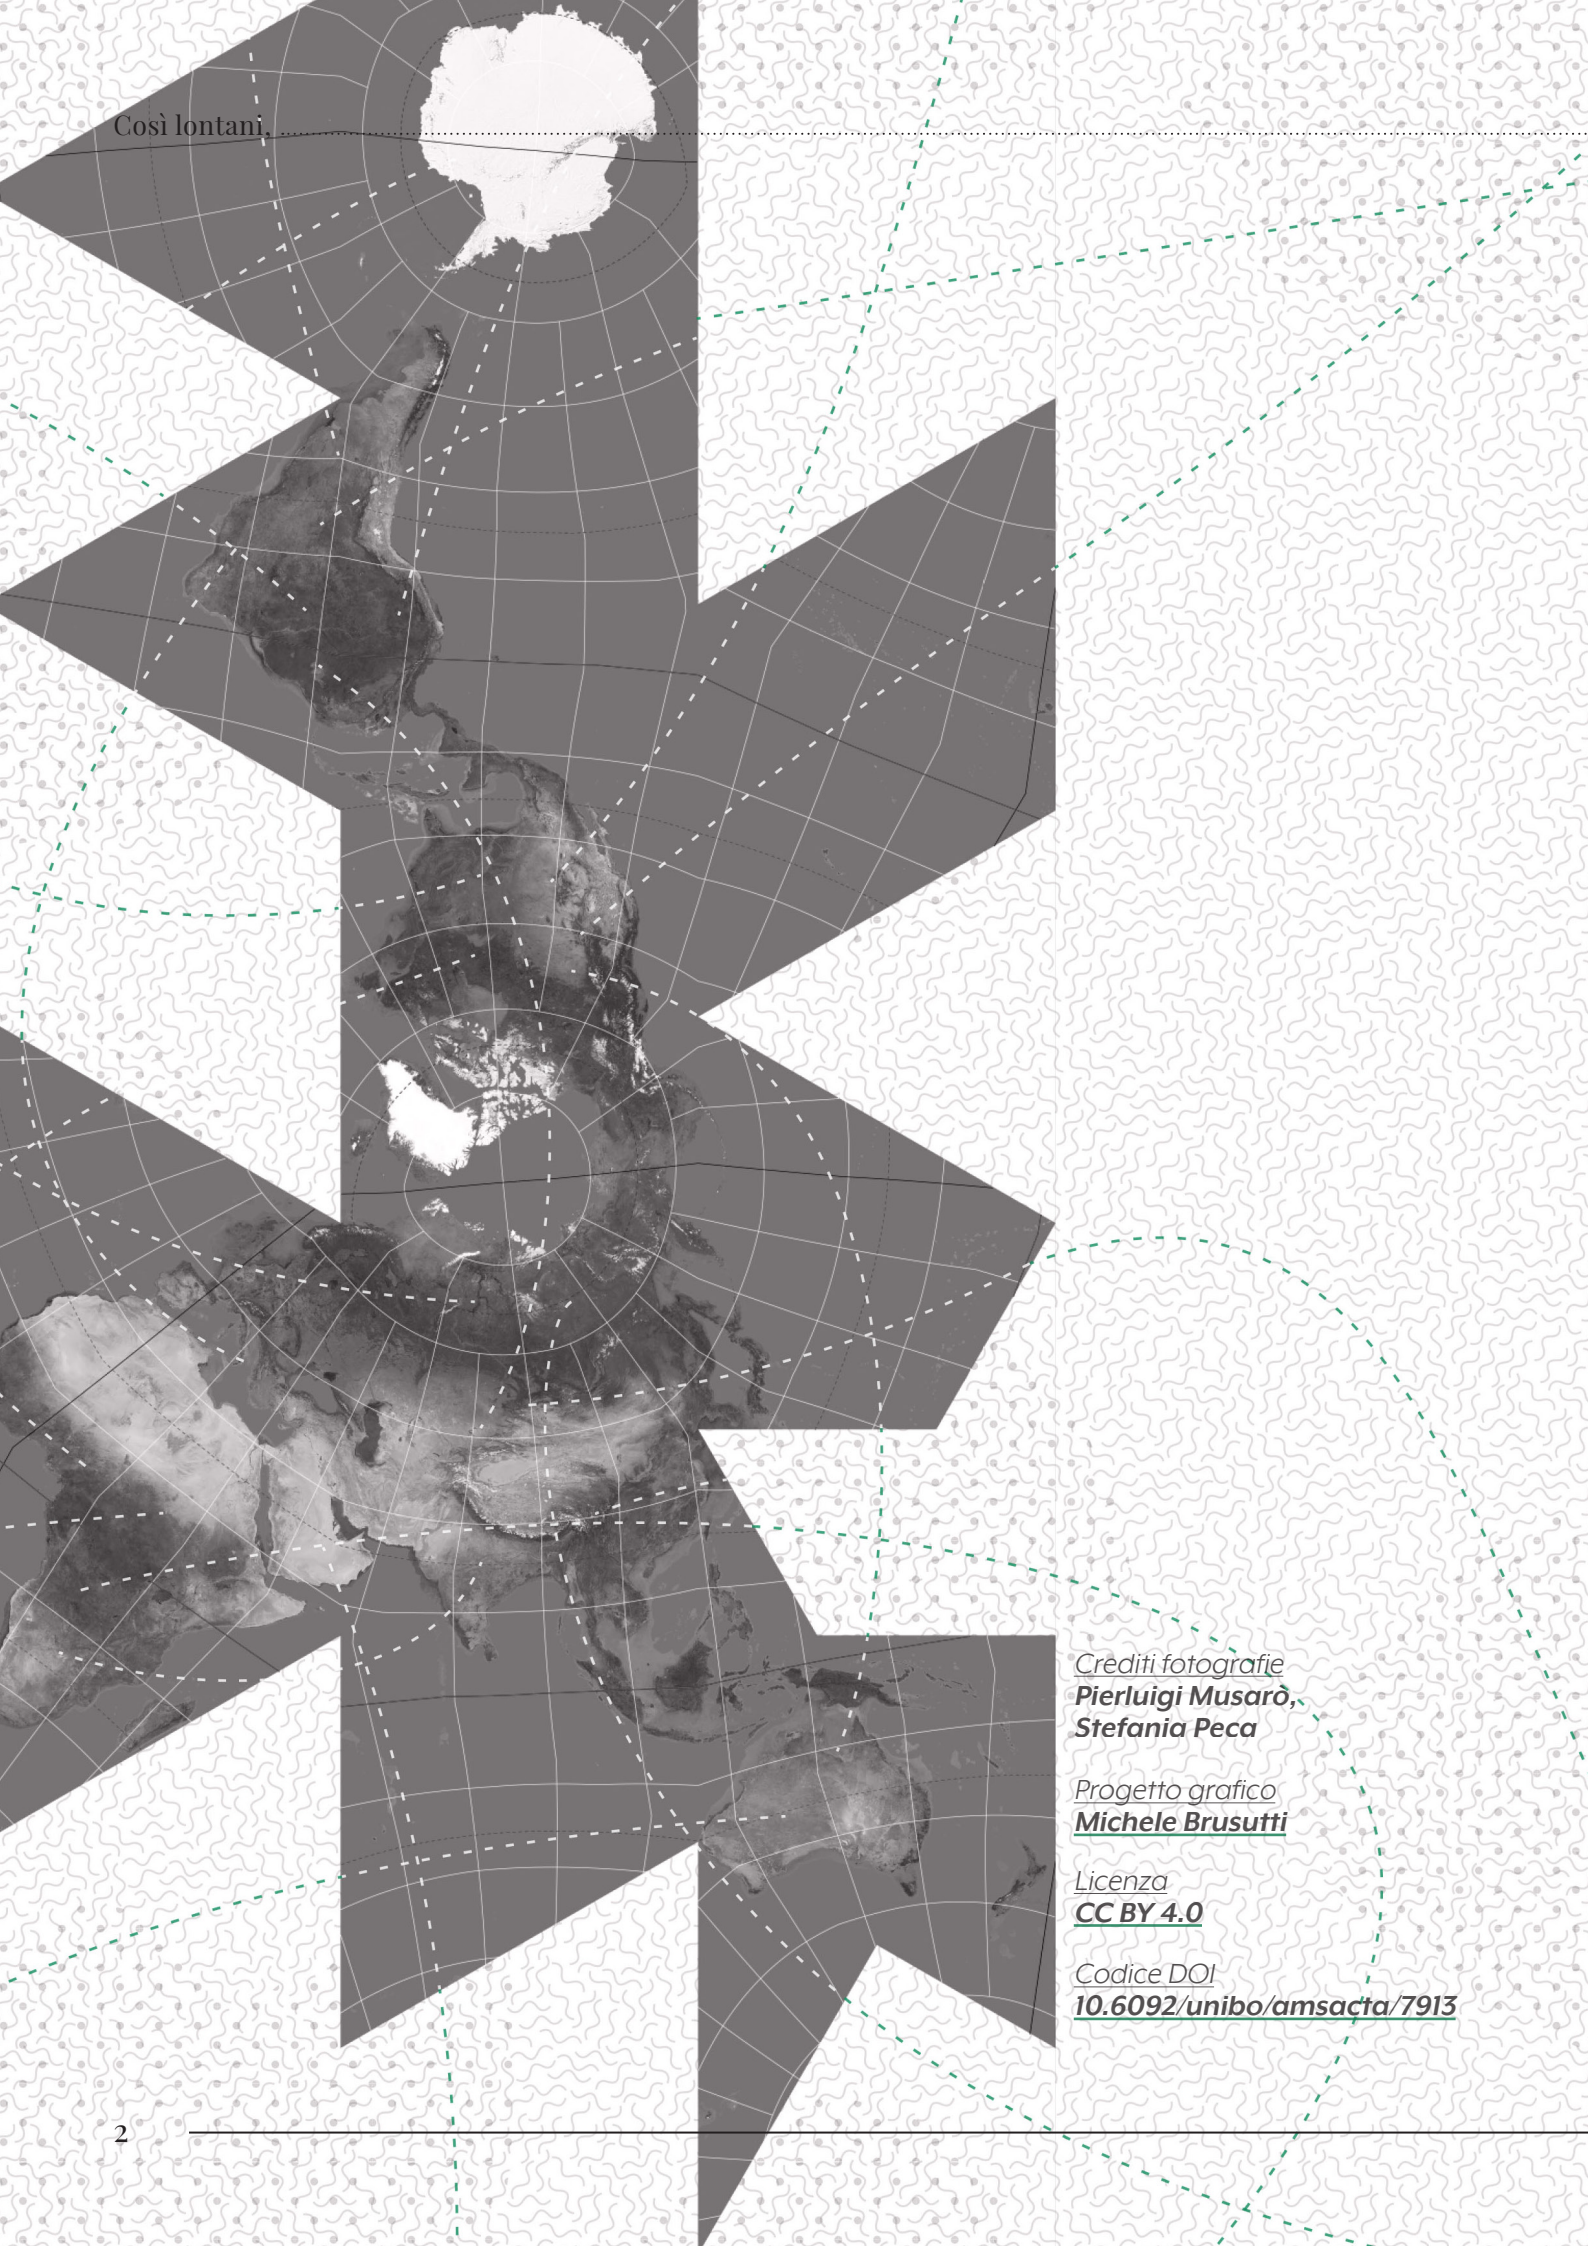 Così lontani,
Crediti fotografie
Pierluigi Musarò,
Stefania Peca
Progetto grafico
Michele Brusutti
Licenza
CC BY 4.0
Codice DOI
10.6092/unibo/amsacta/7913
2